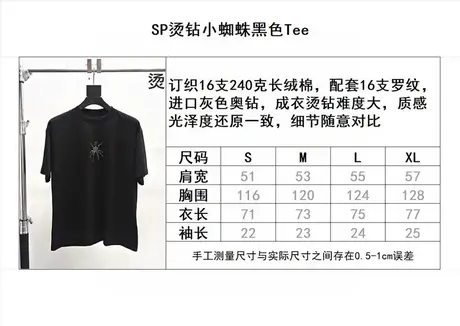 SP烫钻小蜘蛛黑色Tee
烫
订织16支240克长绒棉，配套16支罗纹，
进口灰色奥钻，成衣烫钻难度大，质感
光泽度还原一致，细节随意对比
尺码 S M L XL
肩宽 51 53 55 57
胸围 116 120 124 128
衣长 71 73 75 77
袖长 22 23 24 25
手工测量尺寸与实际尺寸之间存在0.5-1cm误差